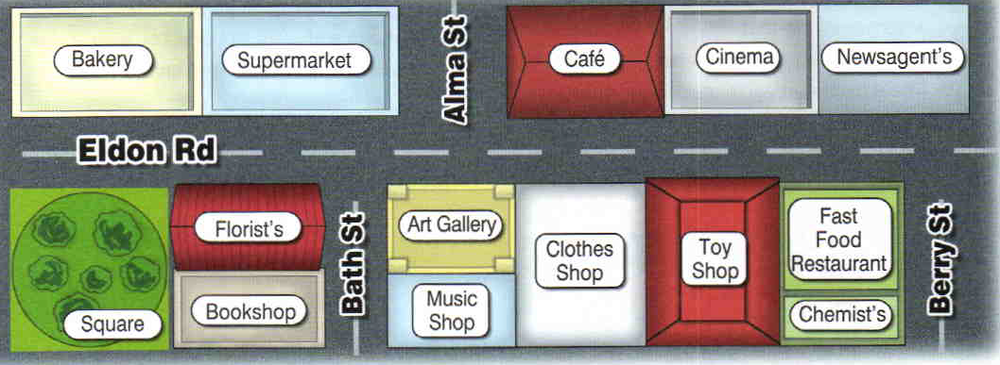 Bakery
Supermarket
Alma St
Café
Cinema
Newsagent's
Eldon Rd
Square
Florist's
Bookshop
Bath St
Art Gallery
Music
Shop
Clothes
Shop
Toy
Shop
Fast
Food
Restaurant
Chemist's
Berry St